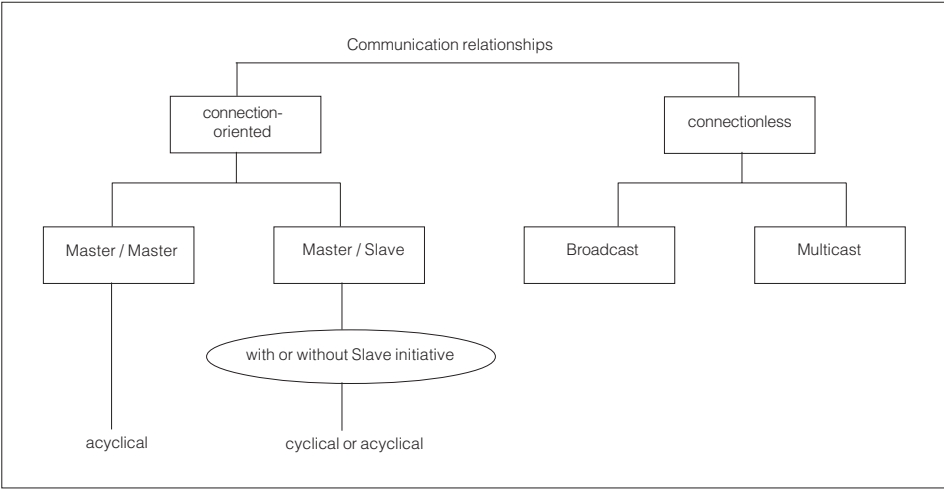 Communication relationships
connection-
oriented
connectionless
Master / Master
Master / Slave
Broadcast
Multicast
with or without Slave initiative
acyclical
cyclical or acyclical